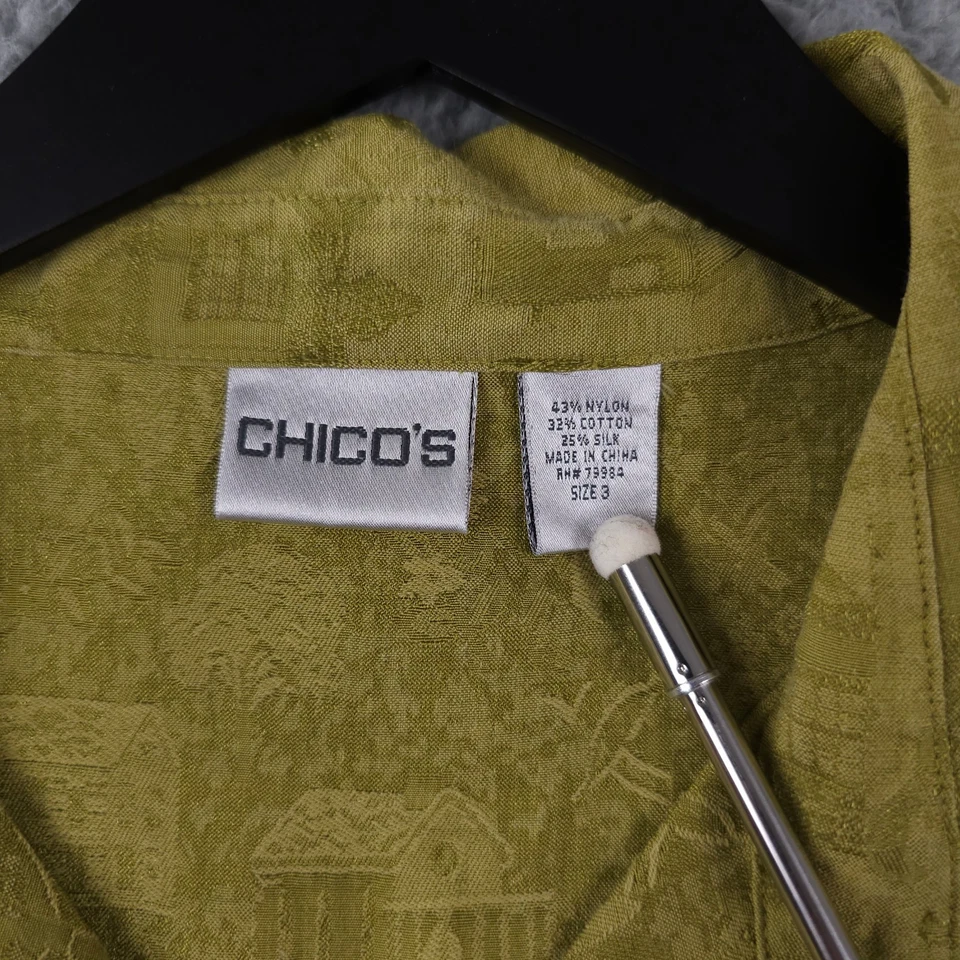 CHICO'S
43% NYLON
32% COTTON
25% SILK
MADE IN CHINA
RN# 79984
SIZE 3